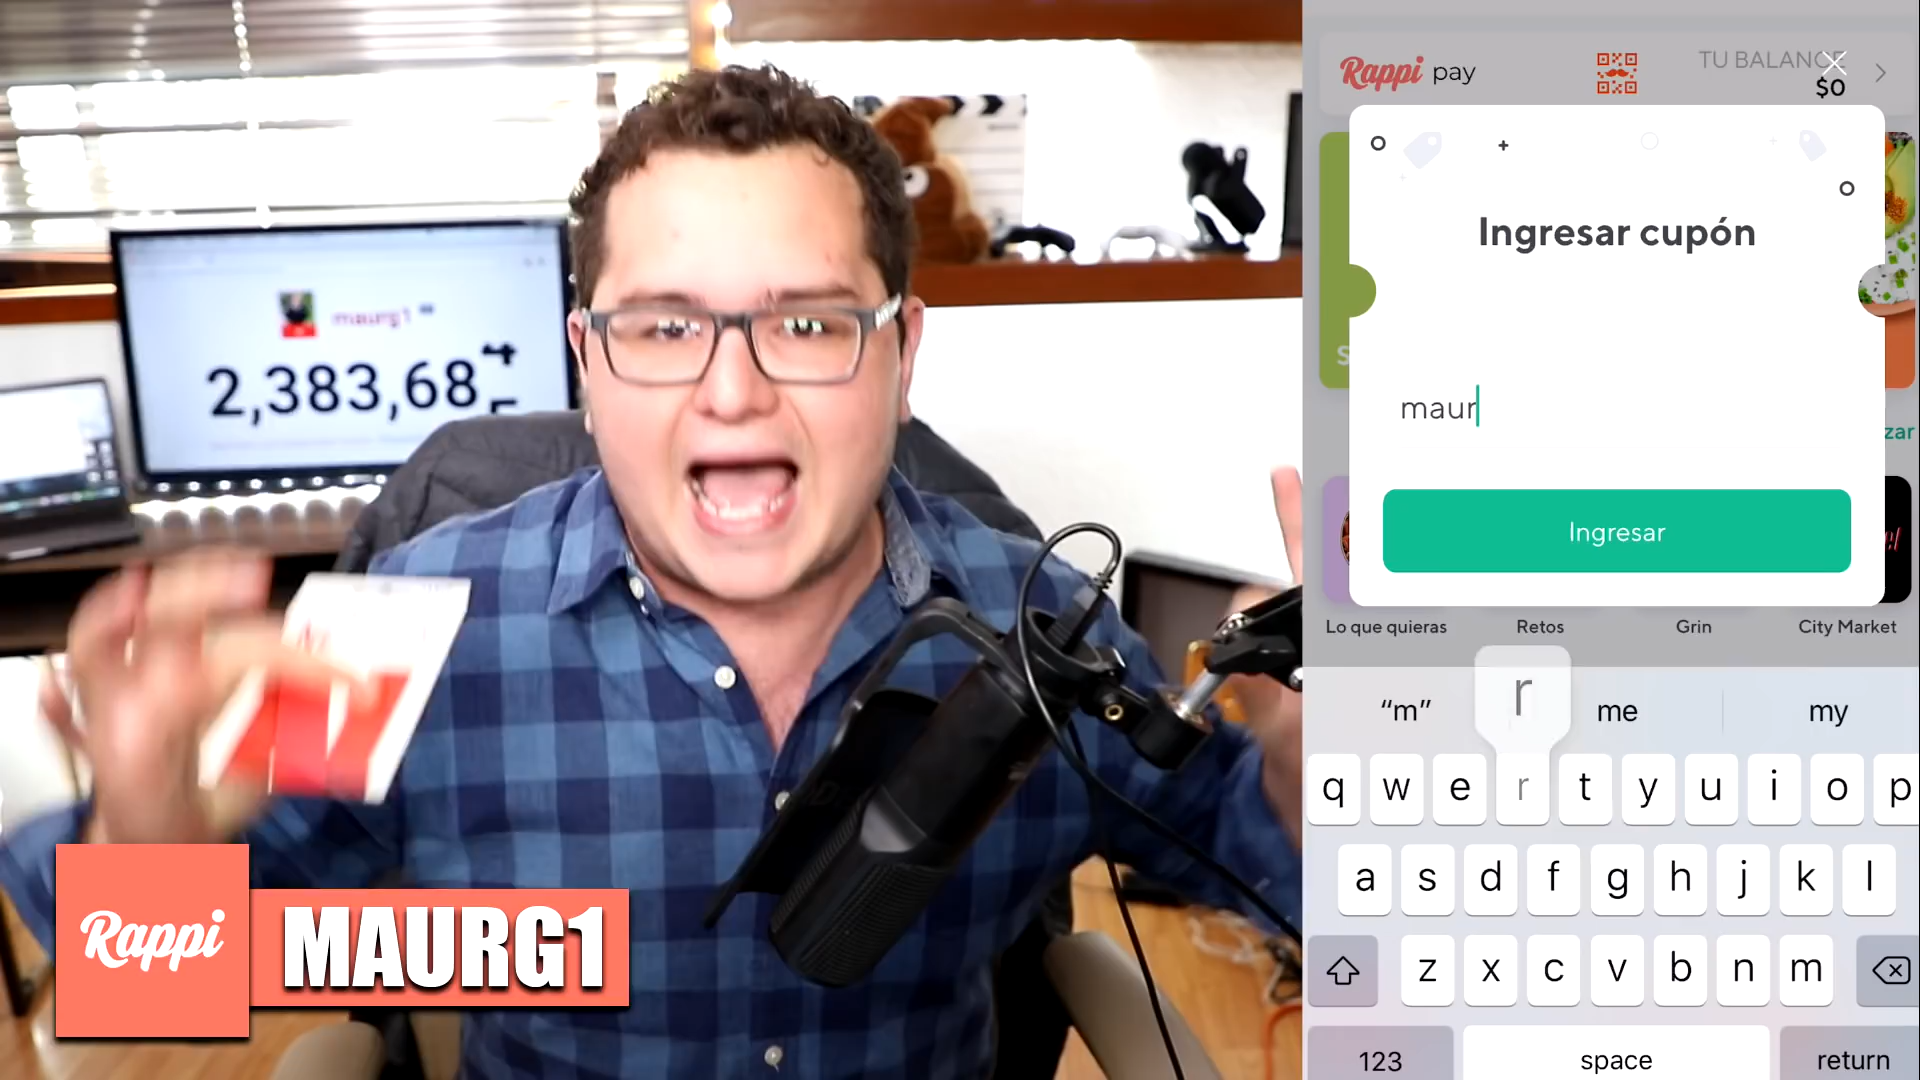 maurg1
2,383,68
Rappi
MAURG1
Rappi pay
TU BALANCE
$0
Ingresar cupón
maur
Ingresar
zar
Lo que quieras
Retos
Grin
City Market
“m”
r
me
my
q w e r t y u i o p
a s d f g h j k l
z x c v b n m
123
space
return